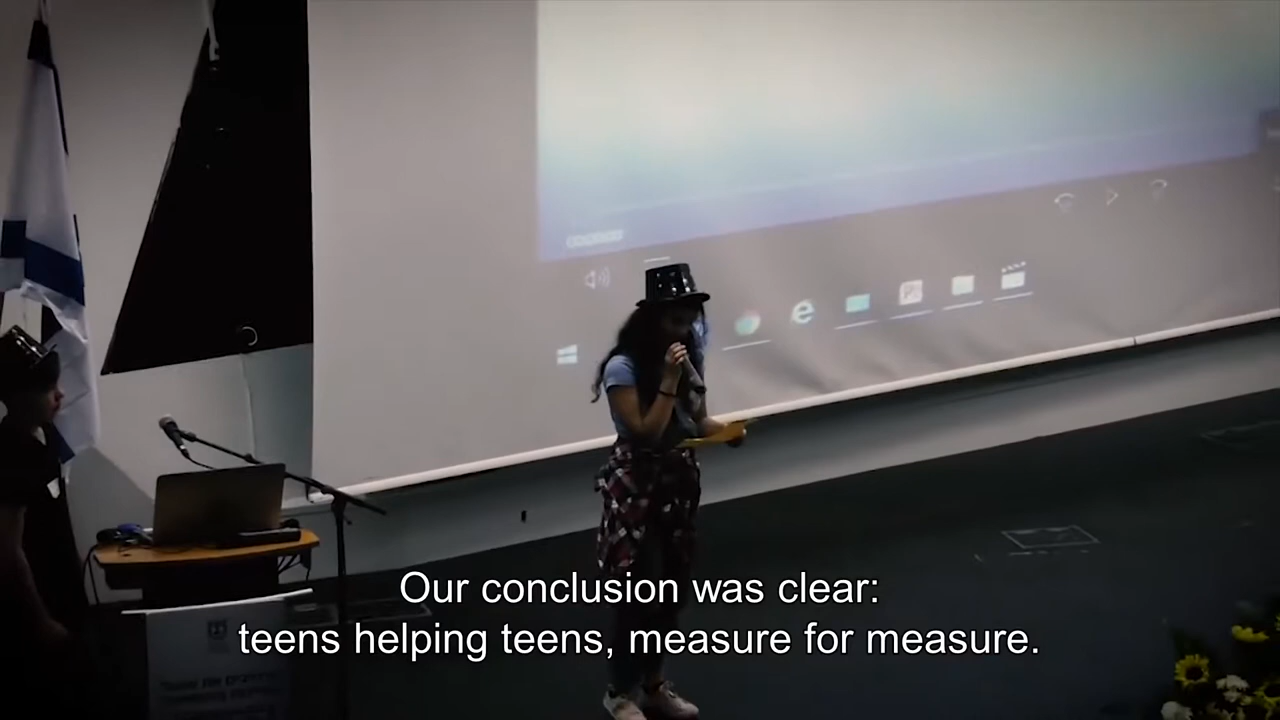 Our conclusion was clear:
teens helping teens, measure for measure.